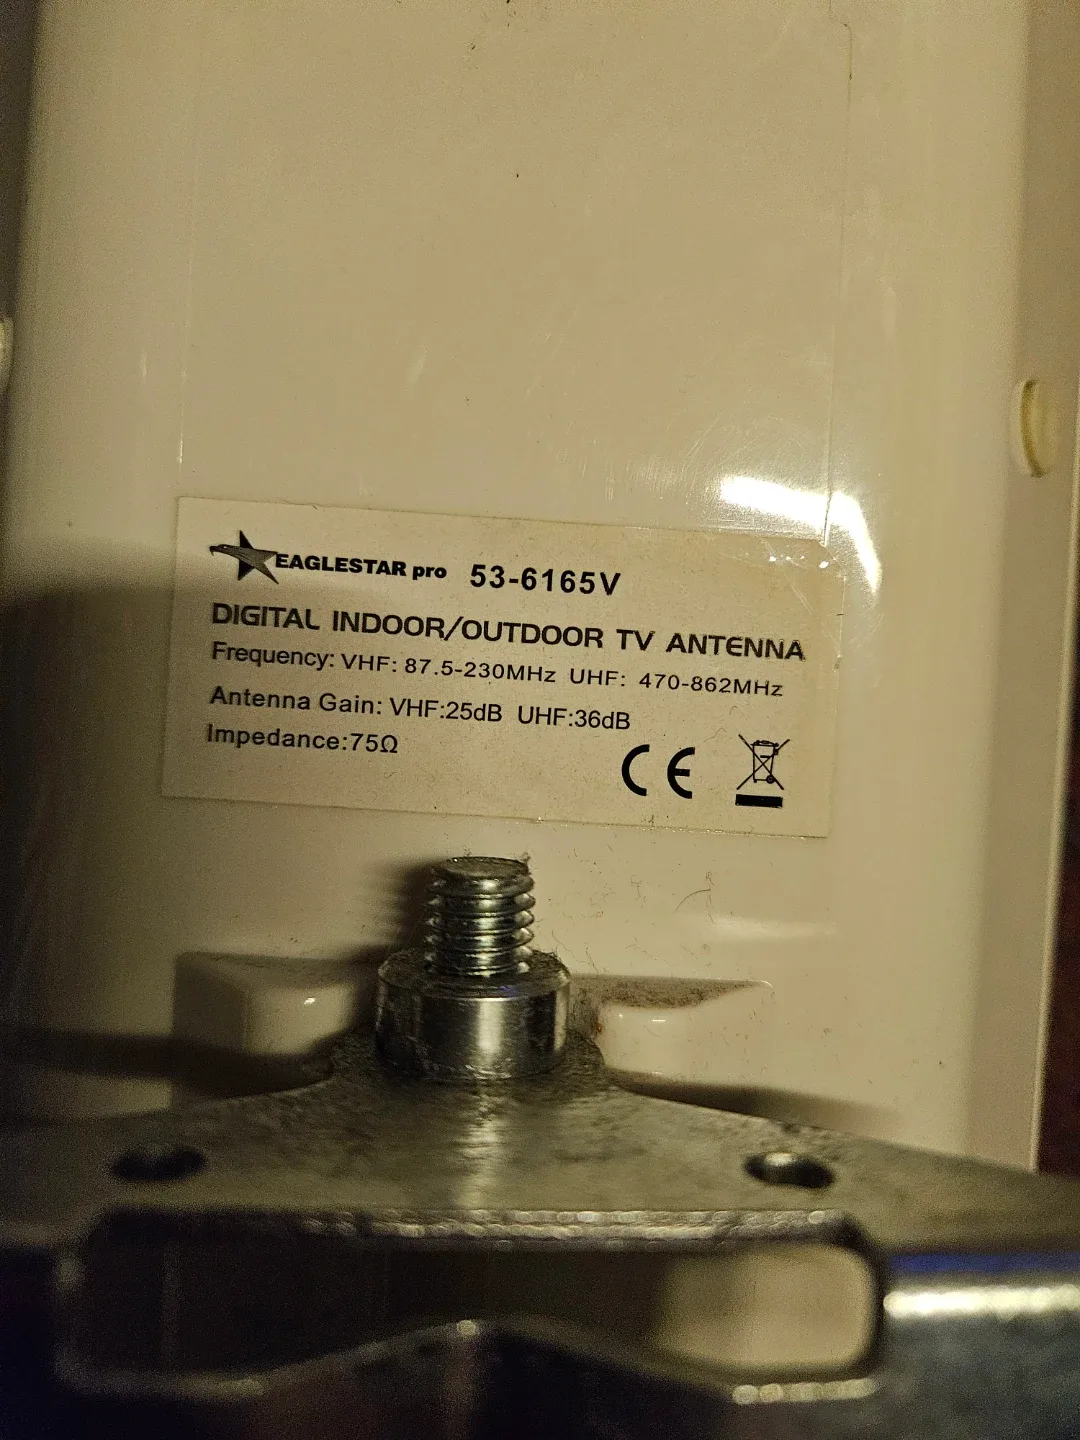 EAGLESTAR pro 53-6165V
DIGITAL INDOOR/OUTDOOR TV ANTENNA
Frequency: VHF: 87.5-230MHz UHF: 470-862MHz
Antenna Gain: VHF:25dB UHF:36dB
Impedance:75Ω
CE